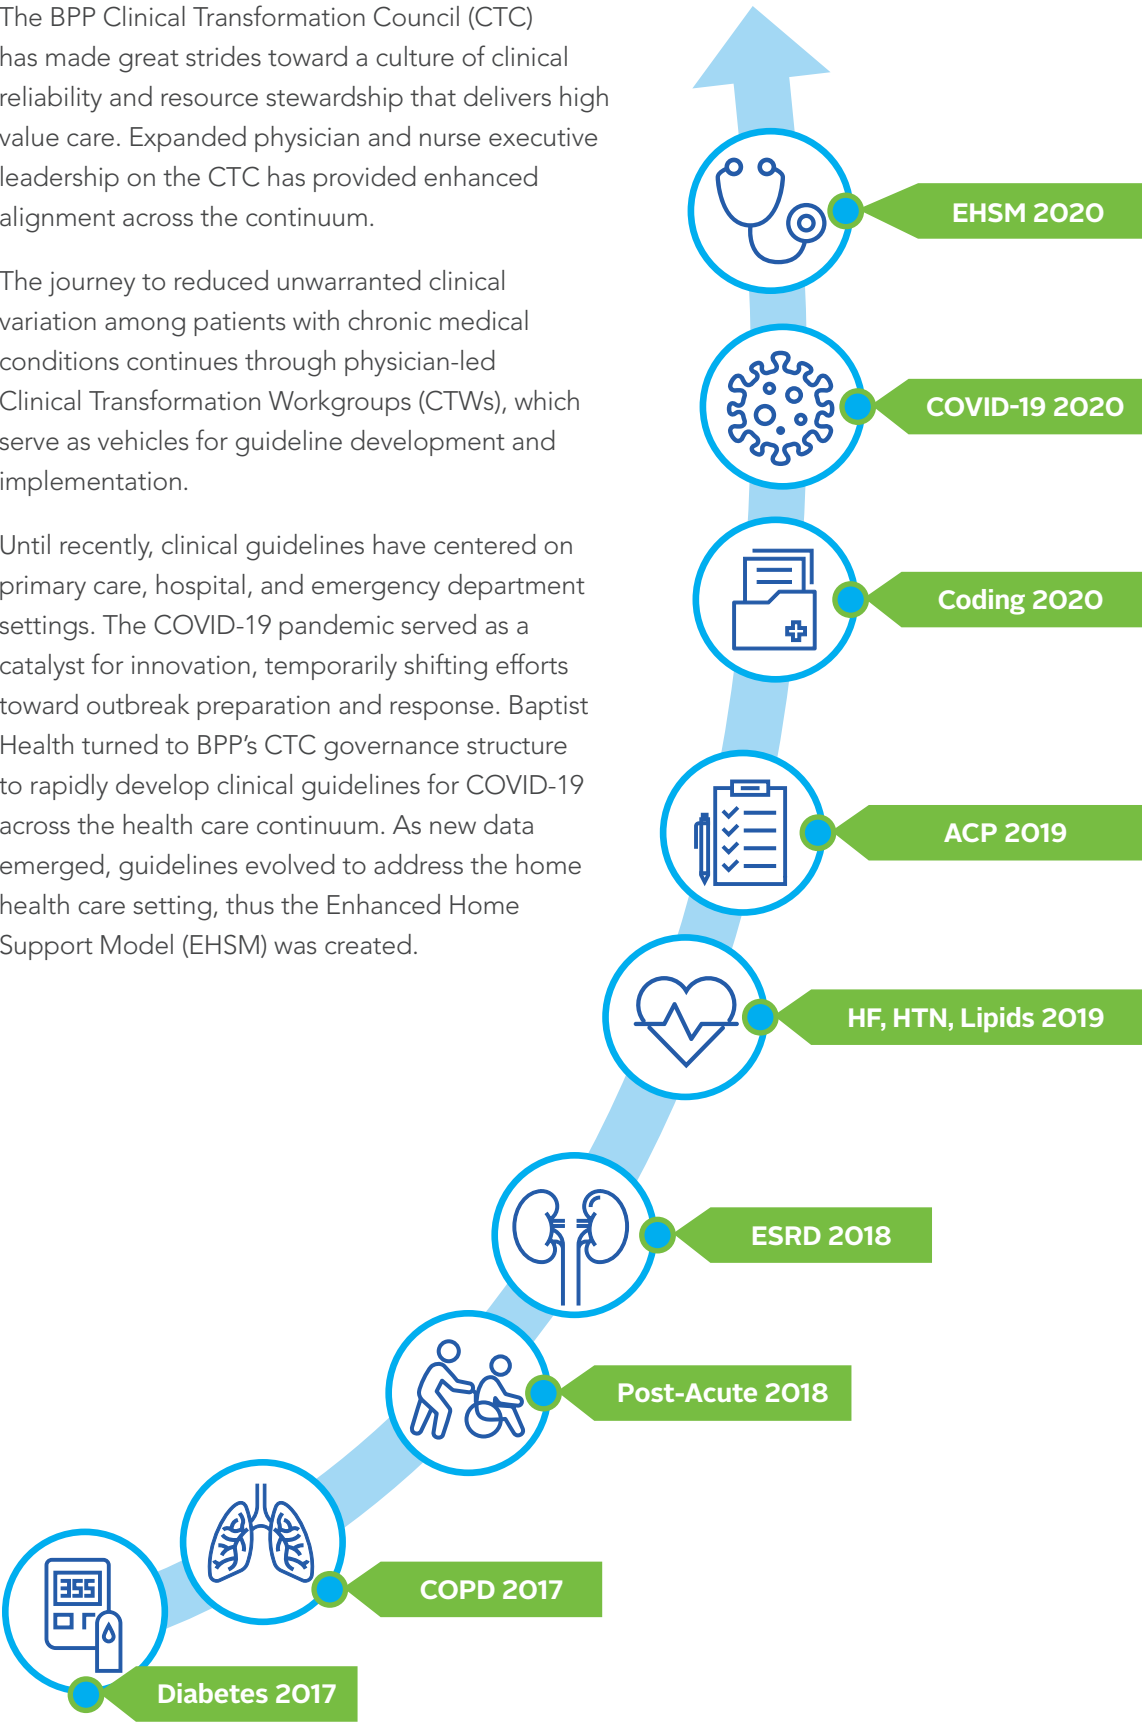 The BPP Clinical Transformation Council (CTC)
has made great strides toward a culture of clinical
reliability and resource stewardship that delivers high
value care. Expanded physician and nurse executive
leadership on the CTC has provided enhanced
alignment across the continuum.
The journey to reduced unwarranted clinical
variation among patients with chronic medical
conditions continues through physician-led
Clinical Transformation Workgroups (CTWs), which
serve as vehicles for guideline development and
implementation.
Until recently, clinical guidelines have centered on
primary care, hospital, and emergency department
settings. The COVID-19 pandemic served as a
catalyst for innovation, temporarily shifting efforts
toward outbreak preparation and response. Baptist
Health turned to BPP’s CTC governance structure
to rapidly develop clinical guidelines for COVID-19
across the health care continuum. As new data
emerged, guidelines evolved to address the home
health care setting, thus the Enhanced Home
Support Model (EHSM) was created.
EHSM 2020
COVID-19 2020
Coding 2020
ACP 2019
HF, HTN, Lipids 2019
ESRD 2018
Post-Acute 2018
COPD 2017
355
Diabetes 2017